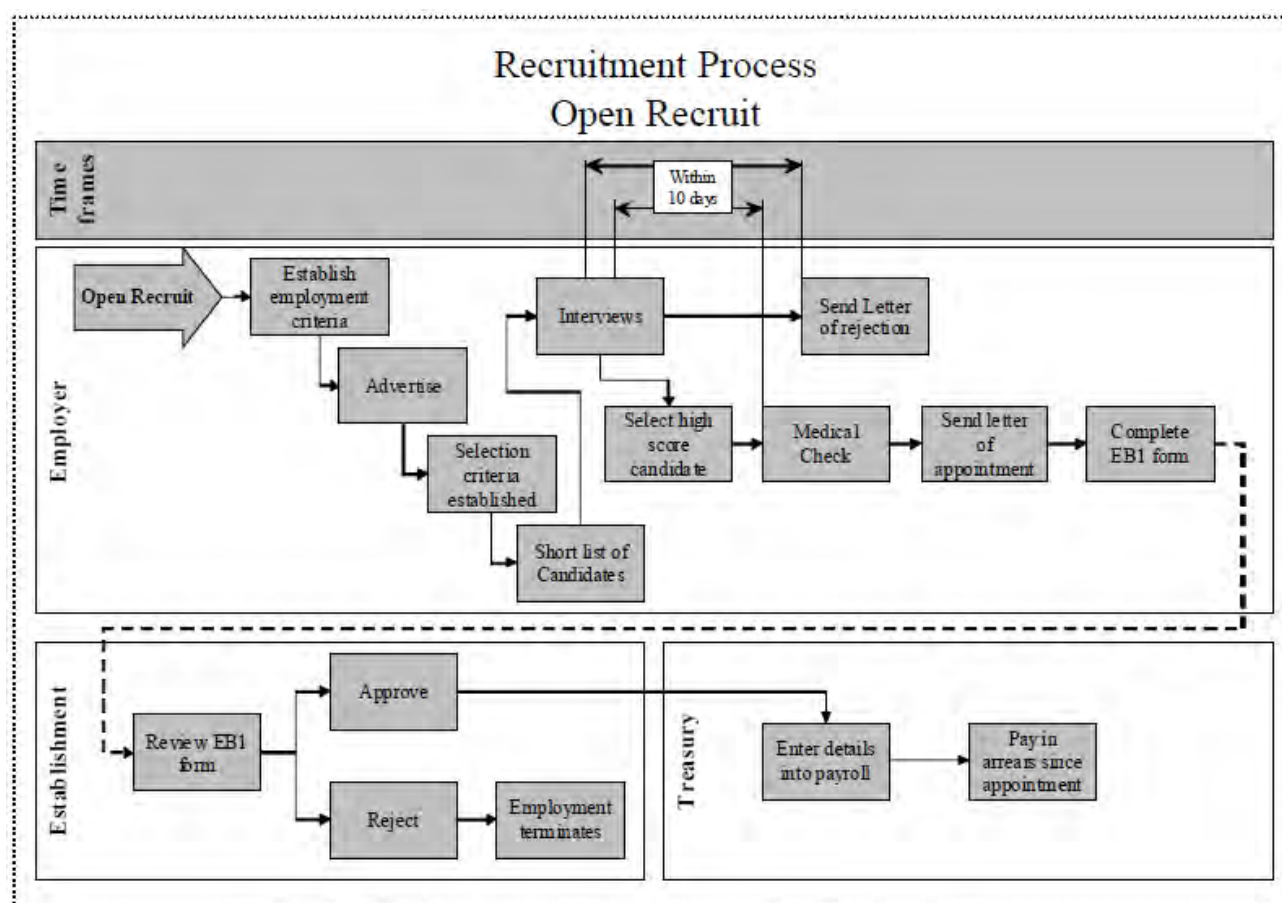 Recruitment Process
Open Recruit
Time
frames
Within
10 days
Employer
Open Recruit
Establish
employment
criteria
Advertise
Selection
criteria
established
Short list of
Candidates
Interviews
Send Letter
of rejection
Select high
score
candidate
Medical
Check
Send letter
of
appointment
Complete
EB1 form
Establishment
Review EB1
form
Approve
Reject
Employment
terminates
Treasury
Enter details
into payroll
Pay in
arrears since
appointment